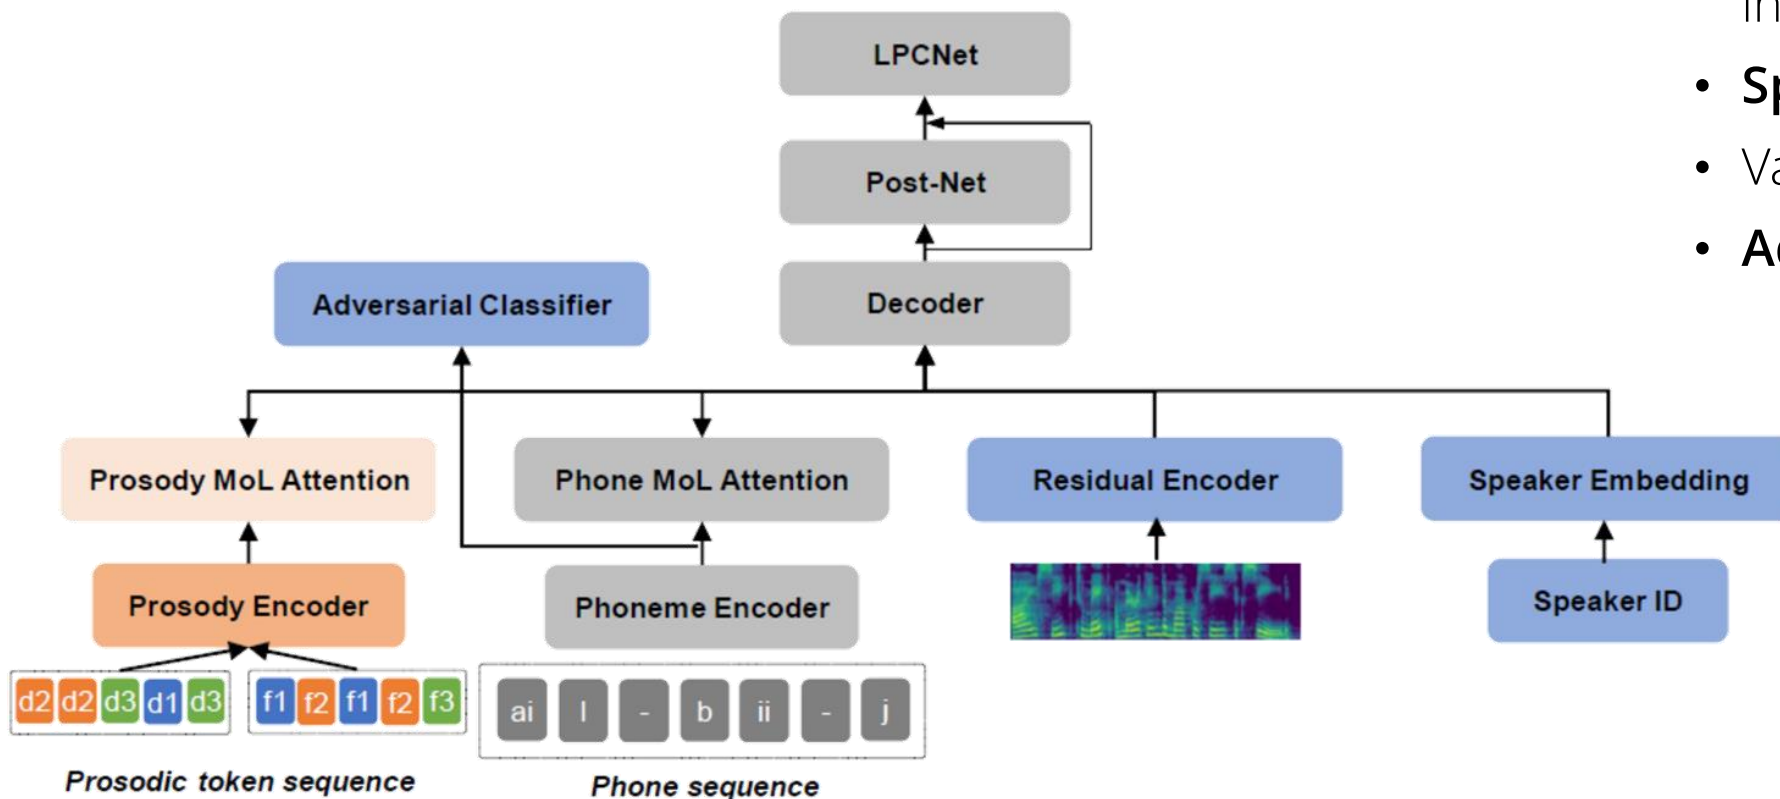 LPCNet
Post-Net
Adversarial Classifier
Decoder
Prosody MoL Attention
Phone MoL Attention
Residual Encoder
Speaker Embedding
Prosody Encoder
Phoneme Encoder
Speaker ID
d2 d2 d3 d1 d3
f1 f2 f1 f2 f3
ai l - b ii - j
Prosodic token sequence
Phone sequence